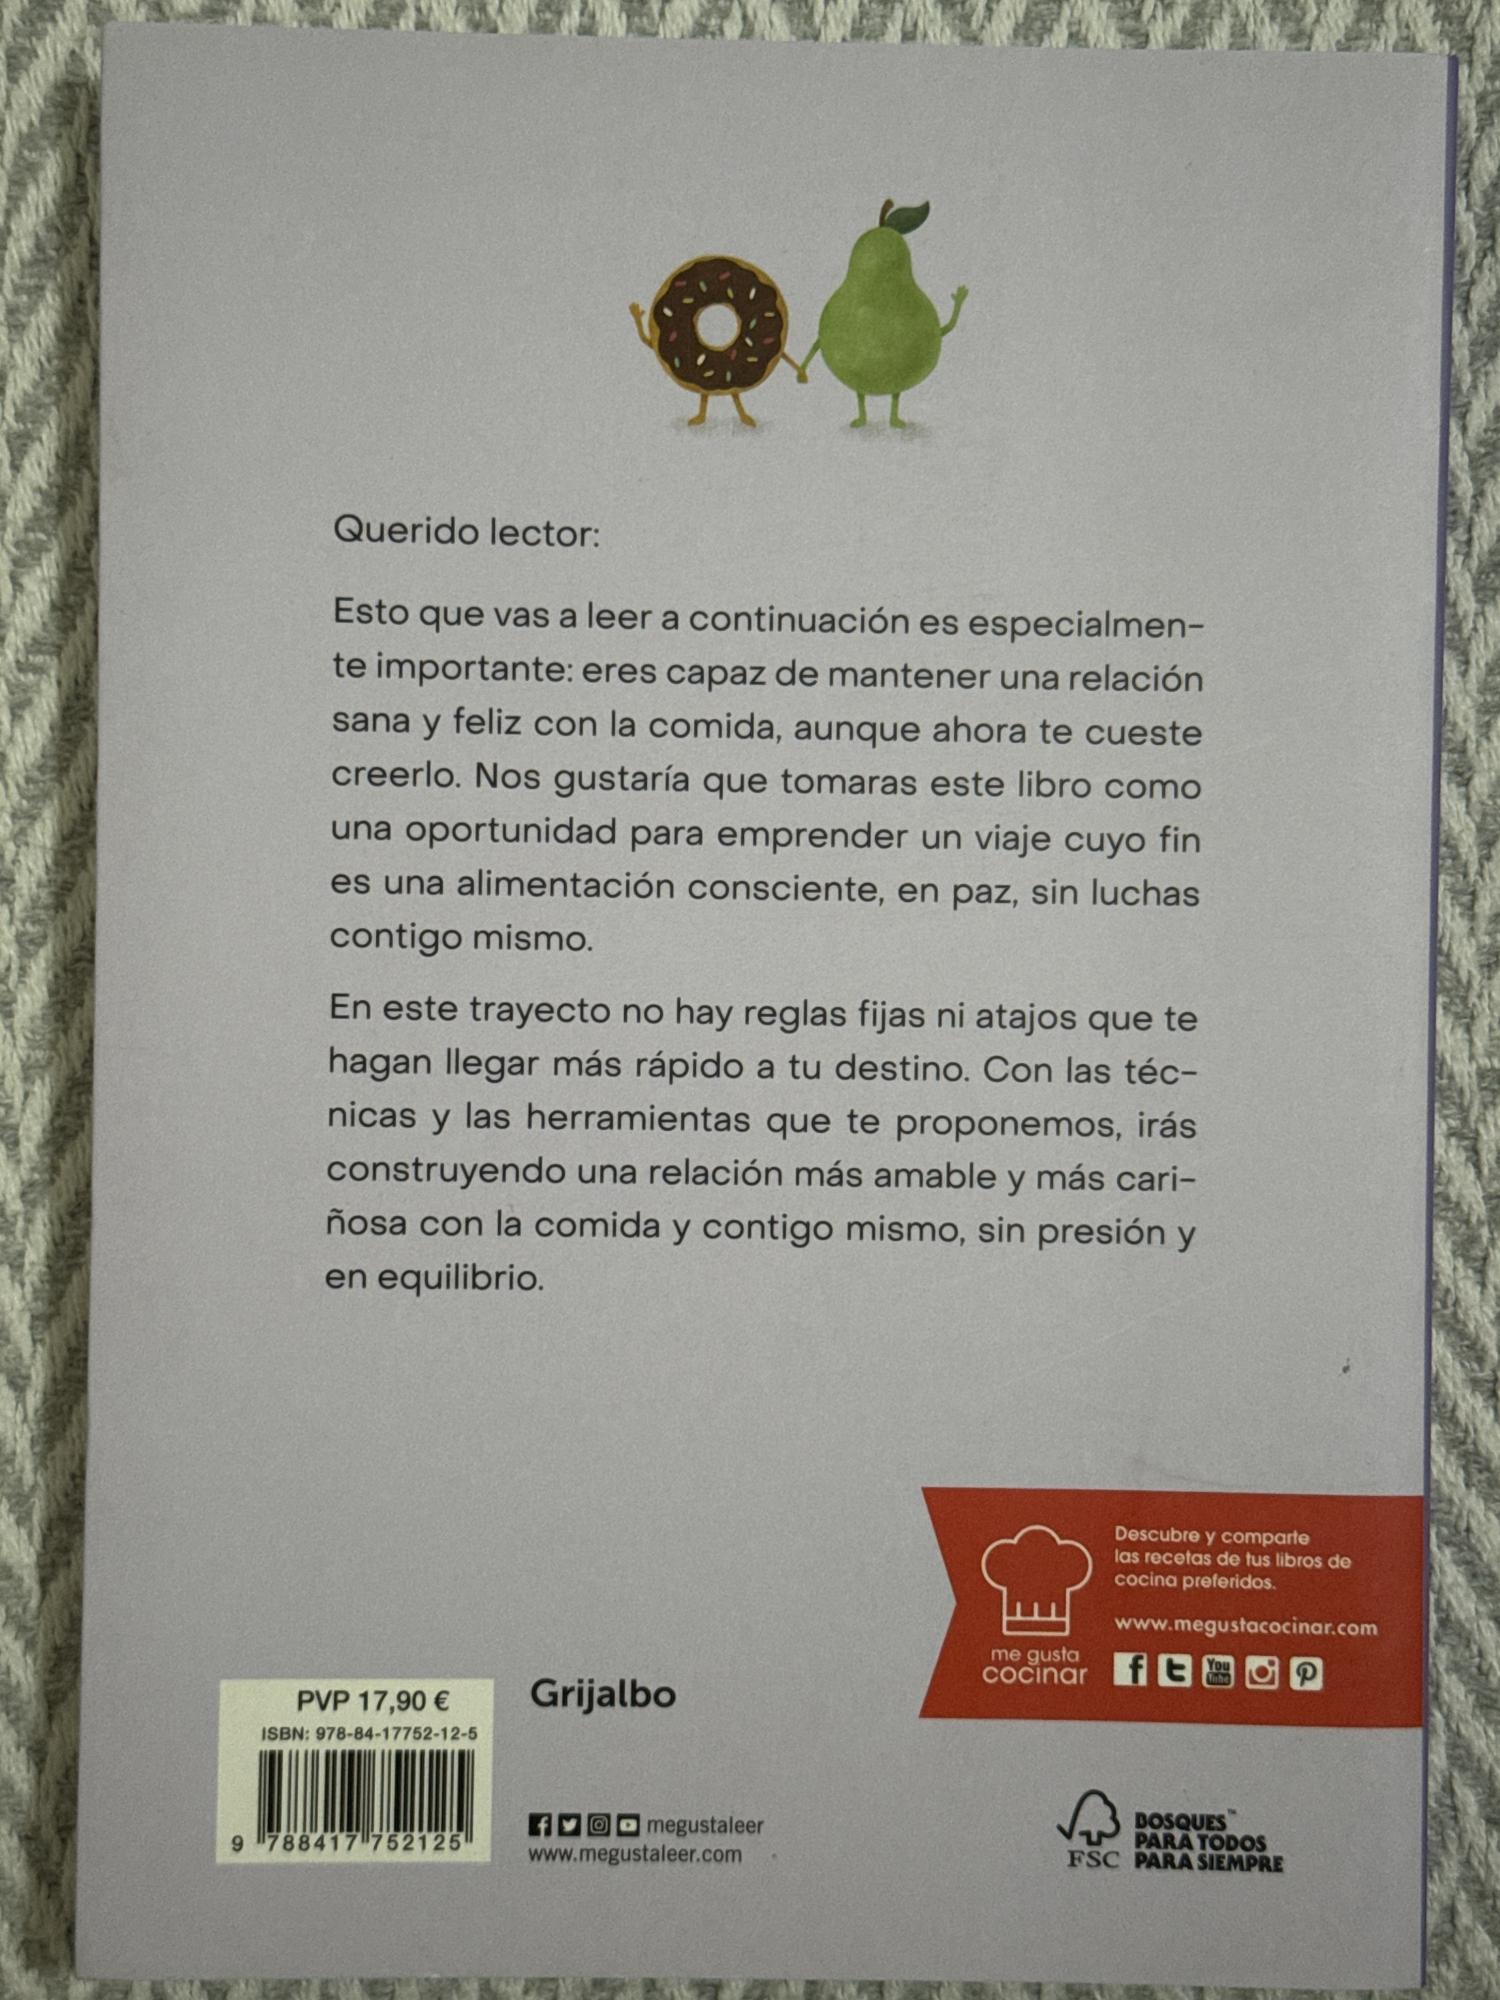 Querido lector:
Esto que vas a leer a continuación es especialmen-
te importante: eres capaz de mantener una relación
sana y feliz con la comida, aunque ahora te cueste
creerlo. Nos gustaría que tomaras este libro como
una oportunidad para emprender un viaje cuyo fin
es una alimentación consciente, en paz, sin luchas
contigo mismo.
En este trayecto no hay reglas fijas ni atajos que te
hagan llegar más rápido a tu destino. Con las téc-
nicas y las herramientas que te proponemos, irás
construyendo una relación más amable y más cari-
ñosa con la comida y contigo mismo, sin presión y
en equilibrio.
Descubre y comparte
las recetas de tus libros de
cocina preferidos.
www.megustacocinar.com
me gusta
cocinar
You
Tube
PVP 17,90 €
ISBN: 978-84-17752-12-5
9 788417 752125
Grijalbo
megustaleer
www.megustaleer.com
FSC
BOSQUES™
PARA TODOS
PARA SIEMPRE